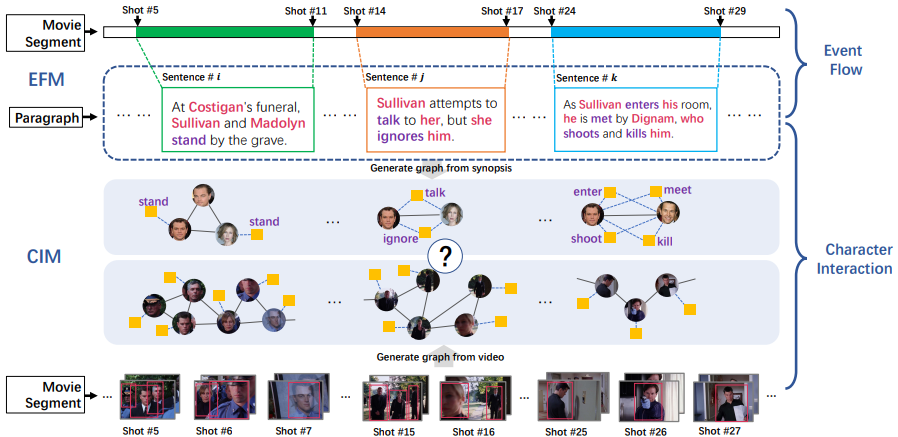 Shot #5
Shot #11
Shot #14
Shot #17
Shot #24
Shot #29
Movie
Segment
Event
Flow
EFM
Sentence # i
Sentence # j
Sentence # k
Paragraph
... ...
At Costigan's funeral,
Sullivan and Madolyn
stand by the grave.
... ...
Sullivan attempts to
talk to her, but she
ignores him.
... ...
As Sullivan enters his room,
he is met by Dignam, who
shoots and kills him.
... ...
Generate graph from synopsis
stand
stand
...
talk
ignore
...
enter
meet
shoot
kill
CIM
?
Character
Interaction
...
...
Generate graph from video
Movie
Segment
...
...
...
...
Shot #5
Shot #6
Shot #7
Shot #15
Shot #16
Shot #25
Shot #26
Shot #27